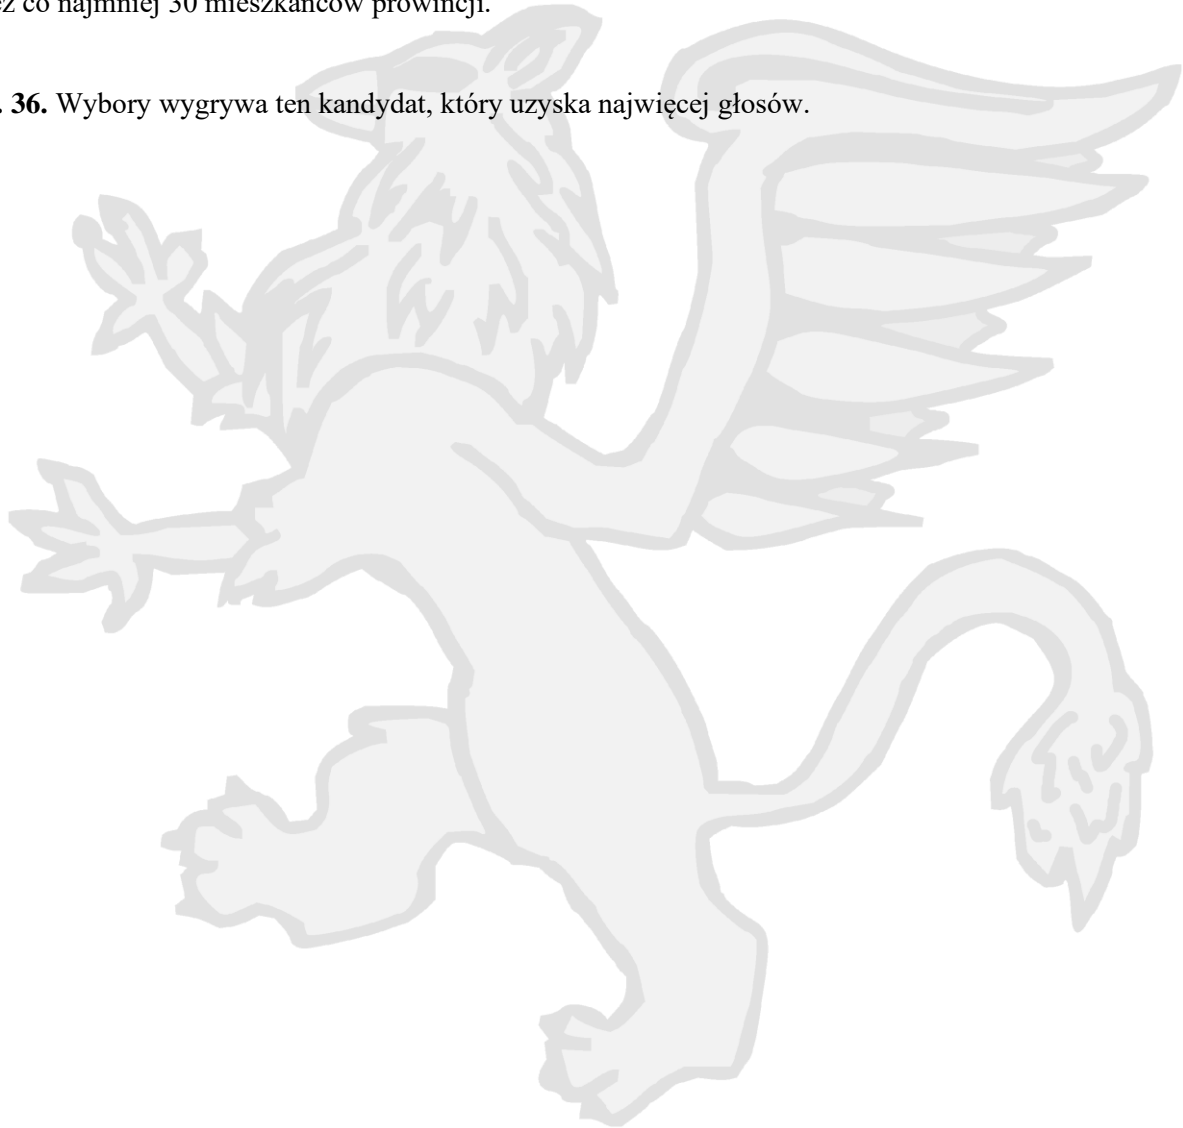 co najmniej 30 mieszkańców prowincji.
36. Wybory wygrywa ten kandydat, który uzyska najwięcej głosów.